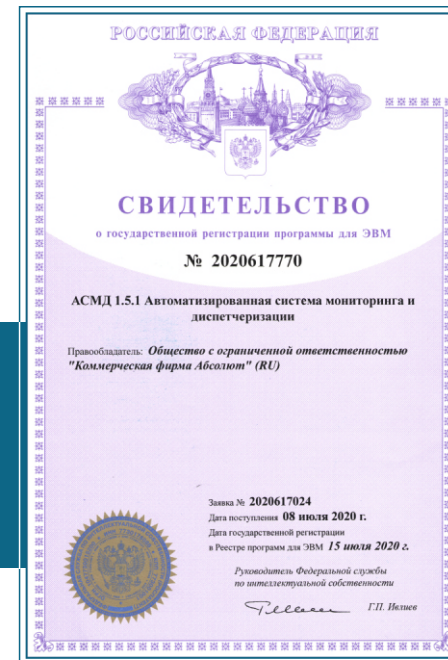 РОССИЙСКАЯ ФЕДЕРАЦИЯ
СВИДЕТЕЛЬСТВО
о государственной регистрации программы для ЭВМ
№ 2020617770
АСМД 1.5.1 Автоматизированная система мониторинга и
диспетчеризации
Правообладатель: Общество с ограниченной ответственностью
"Коммерческая фирма Абсолют" (RU)
Заявка № 2020617024
Дата поступления 08 июля 2020 г.
Дата государственной регистрации
в Реестре программ для ЭВМ 15 июля 2020 г.
Руководитель Федеральной службы
по интеллектуальной собственности
Г.П. Ивлиев